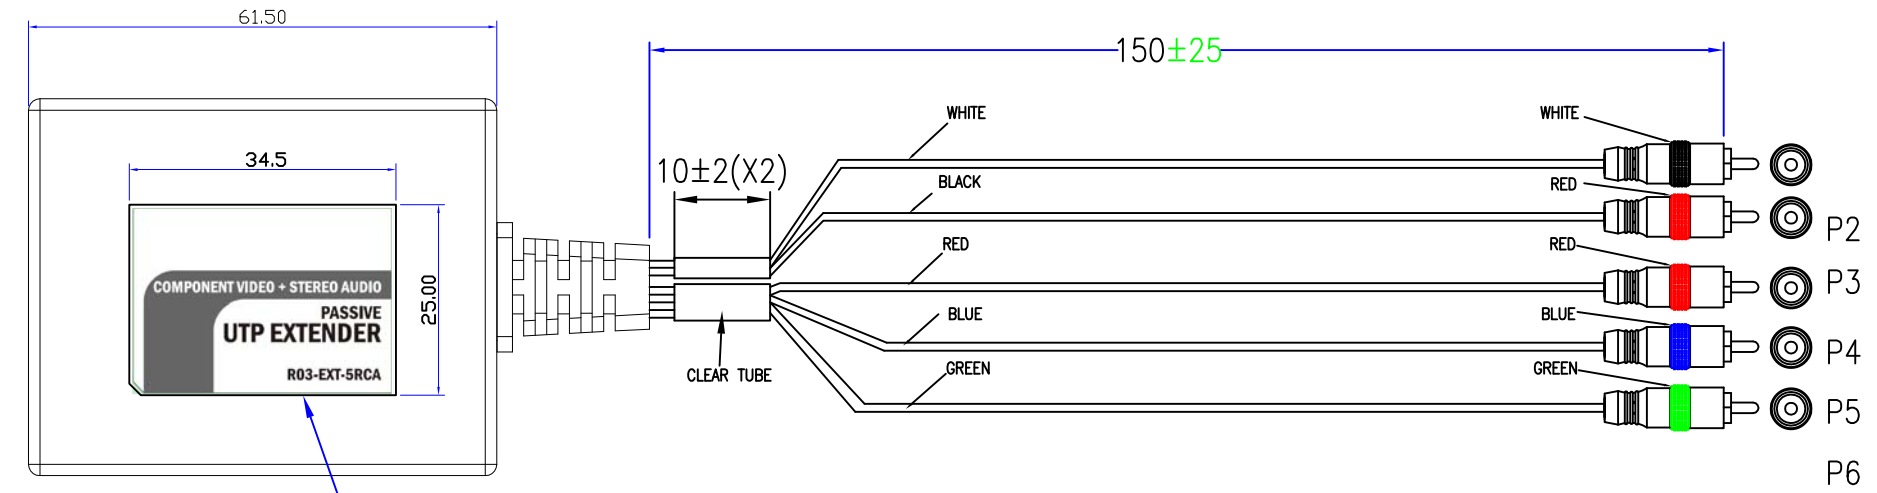 61.50
150±25
WHITE
WHITE
34.5
10±2(X2)
BLACK
RED
P2
RED
RED
P3
COMPONENT VIDEO + STEREO AUDIO
25.00
PASSIVE
BLUE
BLUE
UTP EXTENDER
P4
R03-EXT-5RCA
CLEAR TUBE
GREEN
GREEN
P5
P6